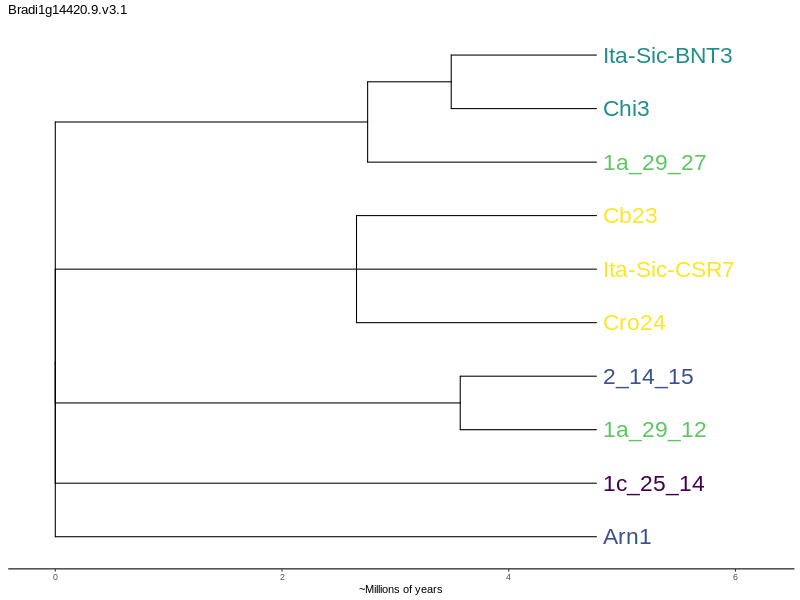 Bradi1g14420.9.v3.1
Ita-Sic-BNT3
Chi3
1a_29_27
Cb23
Ita-Sic-CSR7
Cro24
2_14_15
1a_29_12
1c_25_14
Arn1
0 2 4 6
~Millions of years